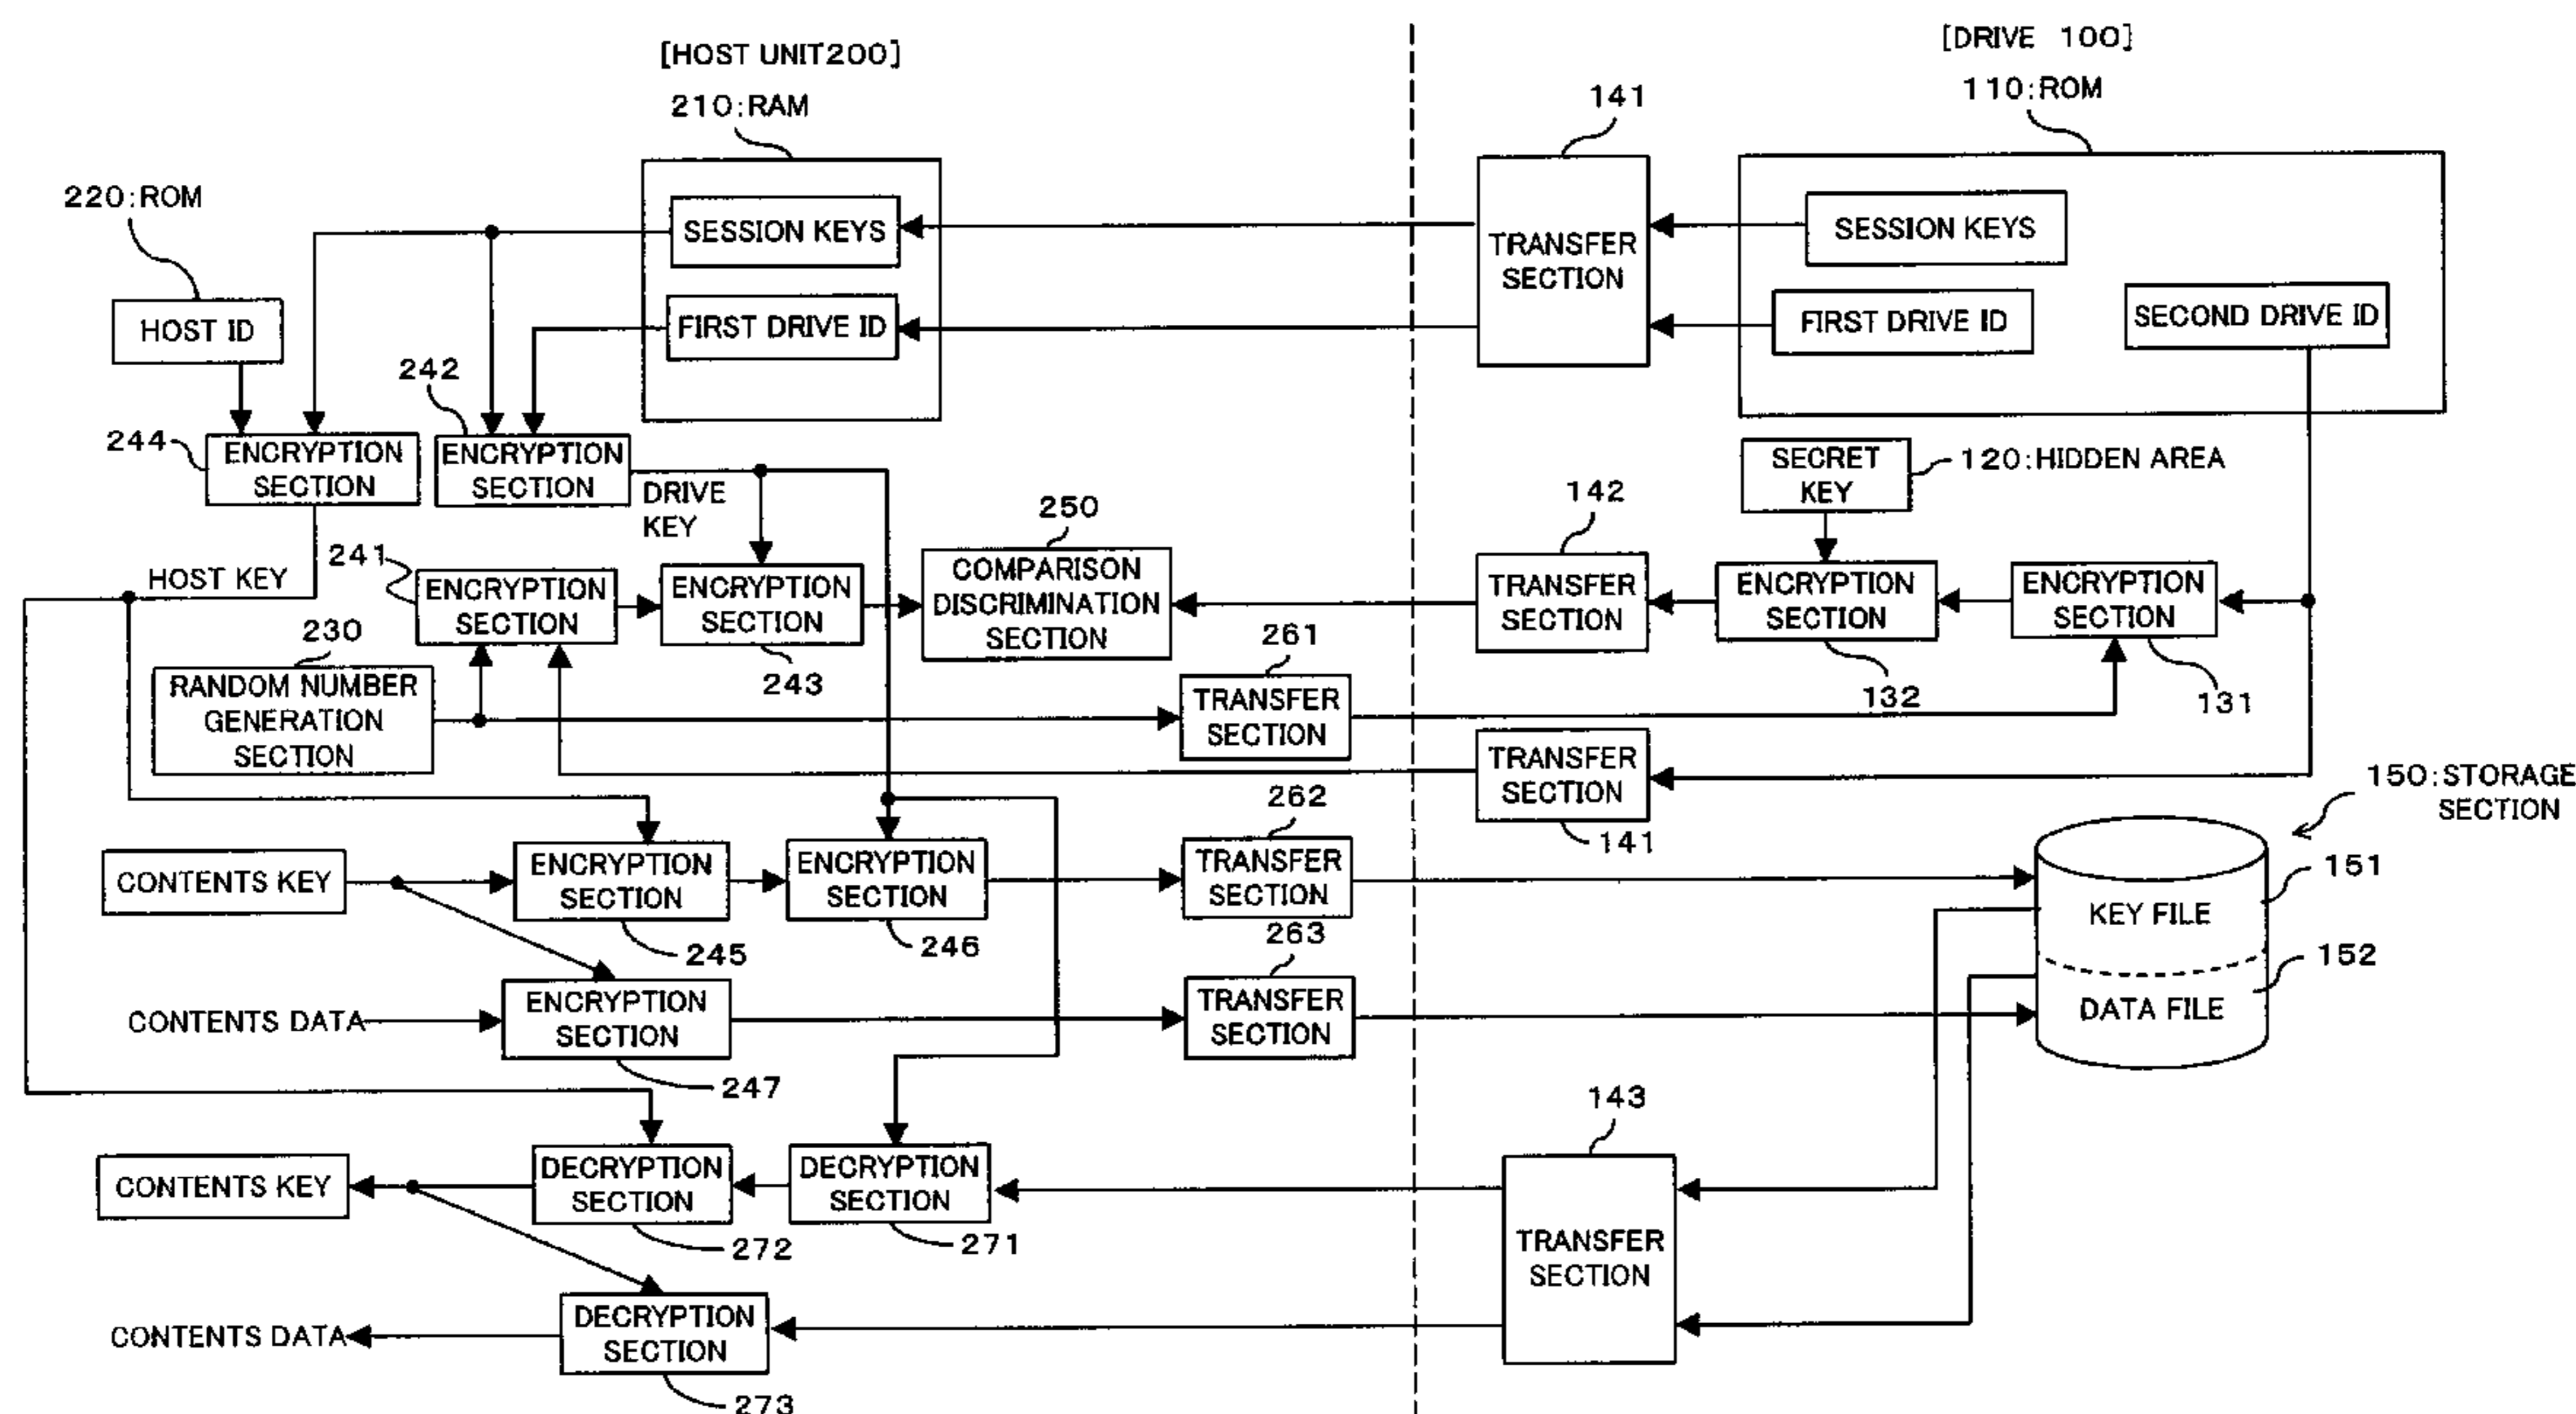 [HOST UNIT200]
[DRIVE 100]
210:RAM
141
110:ROM
220:ROM
SESSION KEYS
TRANSFER
SECTION
SESSION KEYS
HOST ID
FIRST DRIVE ID
FIRST DRIVE ID
SECOND DRIVE ID
242
244
ENCRYPTION
SECTION
ENCRYPTION
SECTION
DRIVE
KEY
SECRET
KEY
120:HIDDEN AREA
250
142
241
HOST KEY
ENCRYPTION
SECTION
ENCRYPTION
SECTION
COMPARISON
DISCRIMINATION
SECTION
TRANSFER
SECTION
ENCRYPTION
SECTION
ENCRYPTION
SECTION
230
261
243
132
131
RANDOM NUMBER
GENERATION
SECTION
TRANSFER
SECTION
TRANSFER
SECTION
141
150:STORAGE
SECTION
262
CONTENTS KEY
ENCRYPTION
SECTION
ENCRYPTION
SECTION
TRANSFER
SECTION
151
KEY FILE
245
246
263
152
CONTENTS DATA
ENCRYPTION
SECTION
TRANSFER
SECTION
DATA FILE
247
143
CONTENTS KEY
DECRYPTION
SECTION
DECRYPTION
SECTION
272
271
TRANSFER
SECTION
CONTENTS DATA
DECRYPTION
SECTION
273